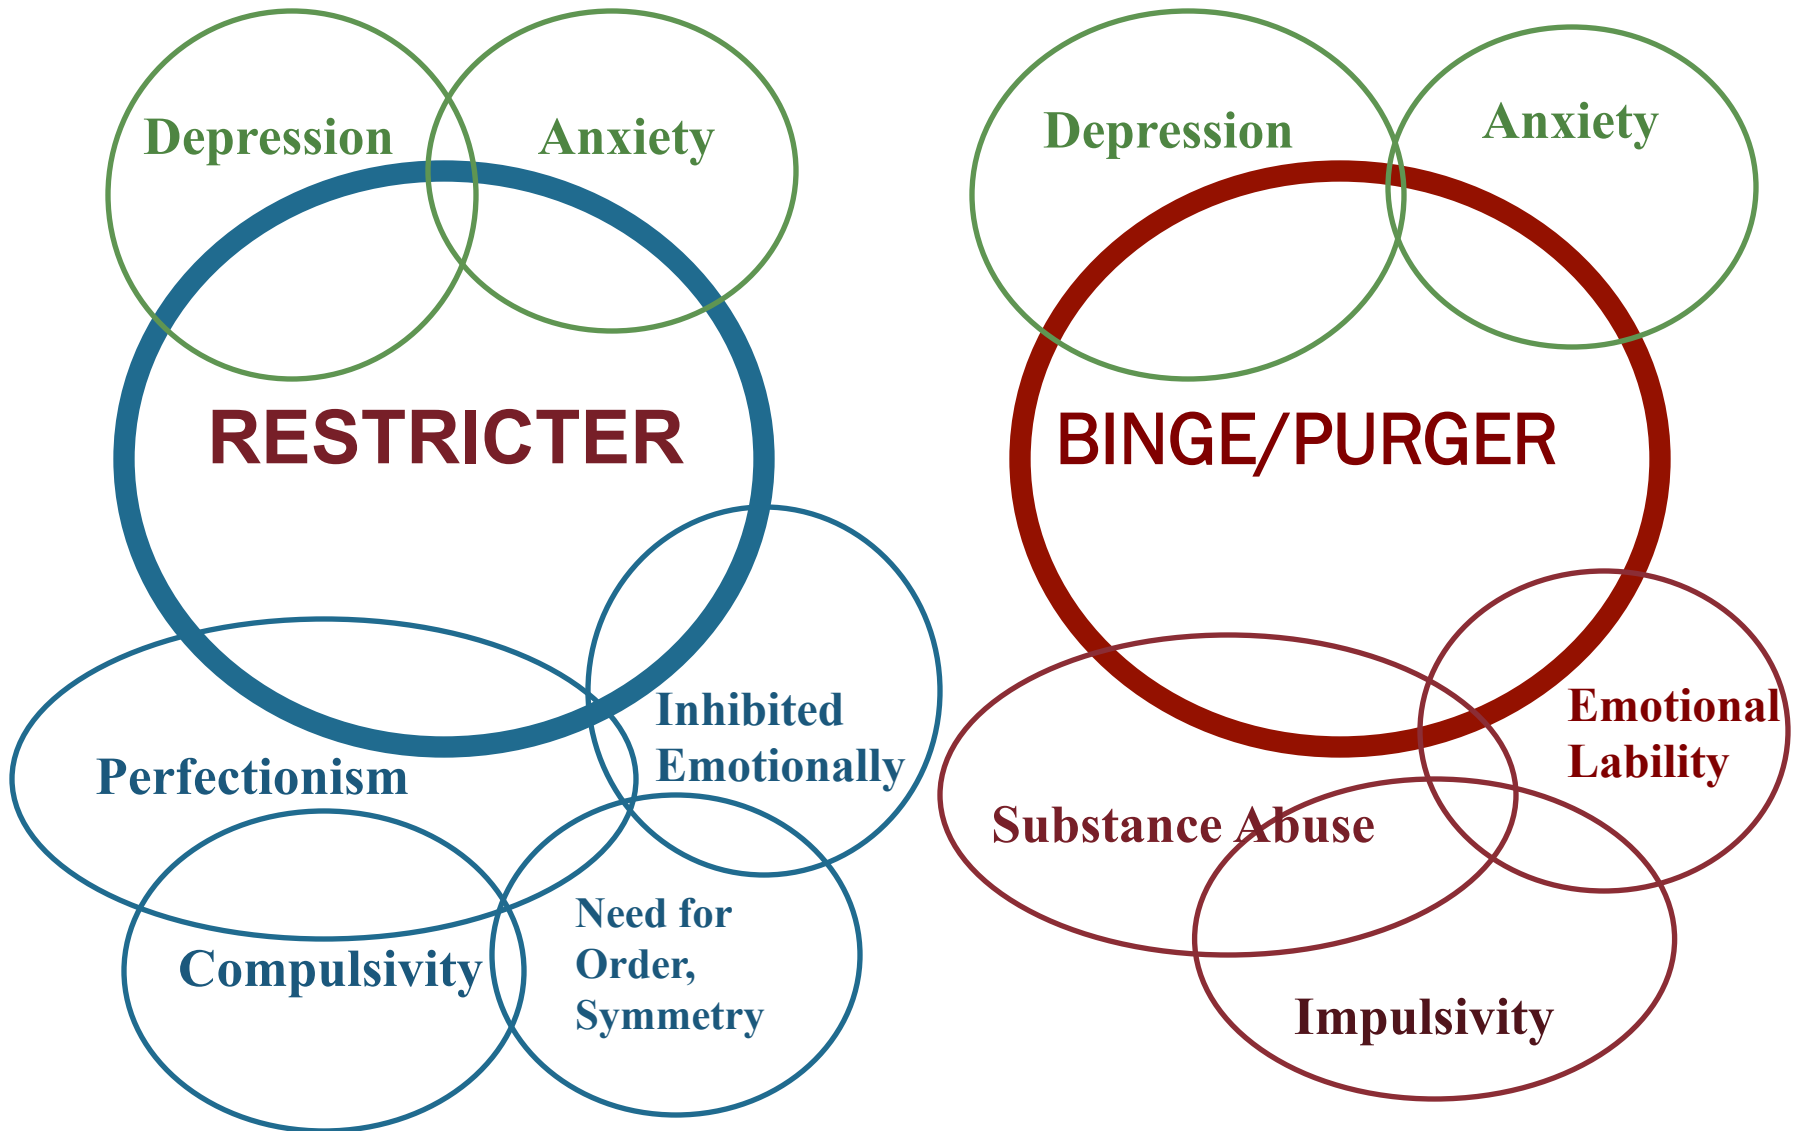 Depression
Anxiety
RESTRICTER
Inhibited
Emotionally
Perfectionism
Compulsivity
Need for
Order,
Symmetry
Depression
Anxiety
BINGE/PURGER
Emotional
Lability
Substance Abuse
Impulsivity